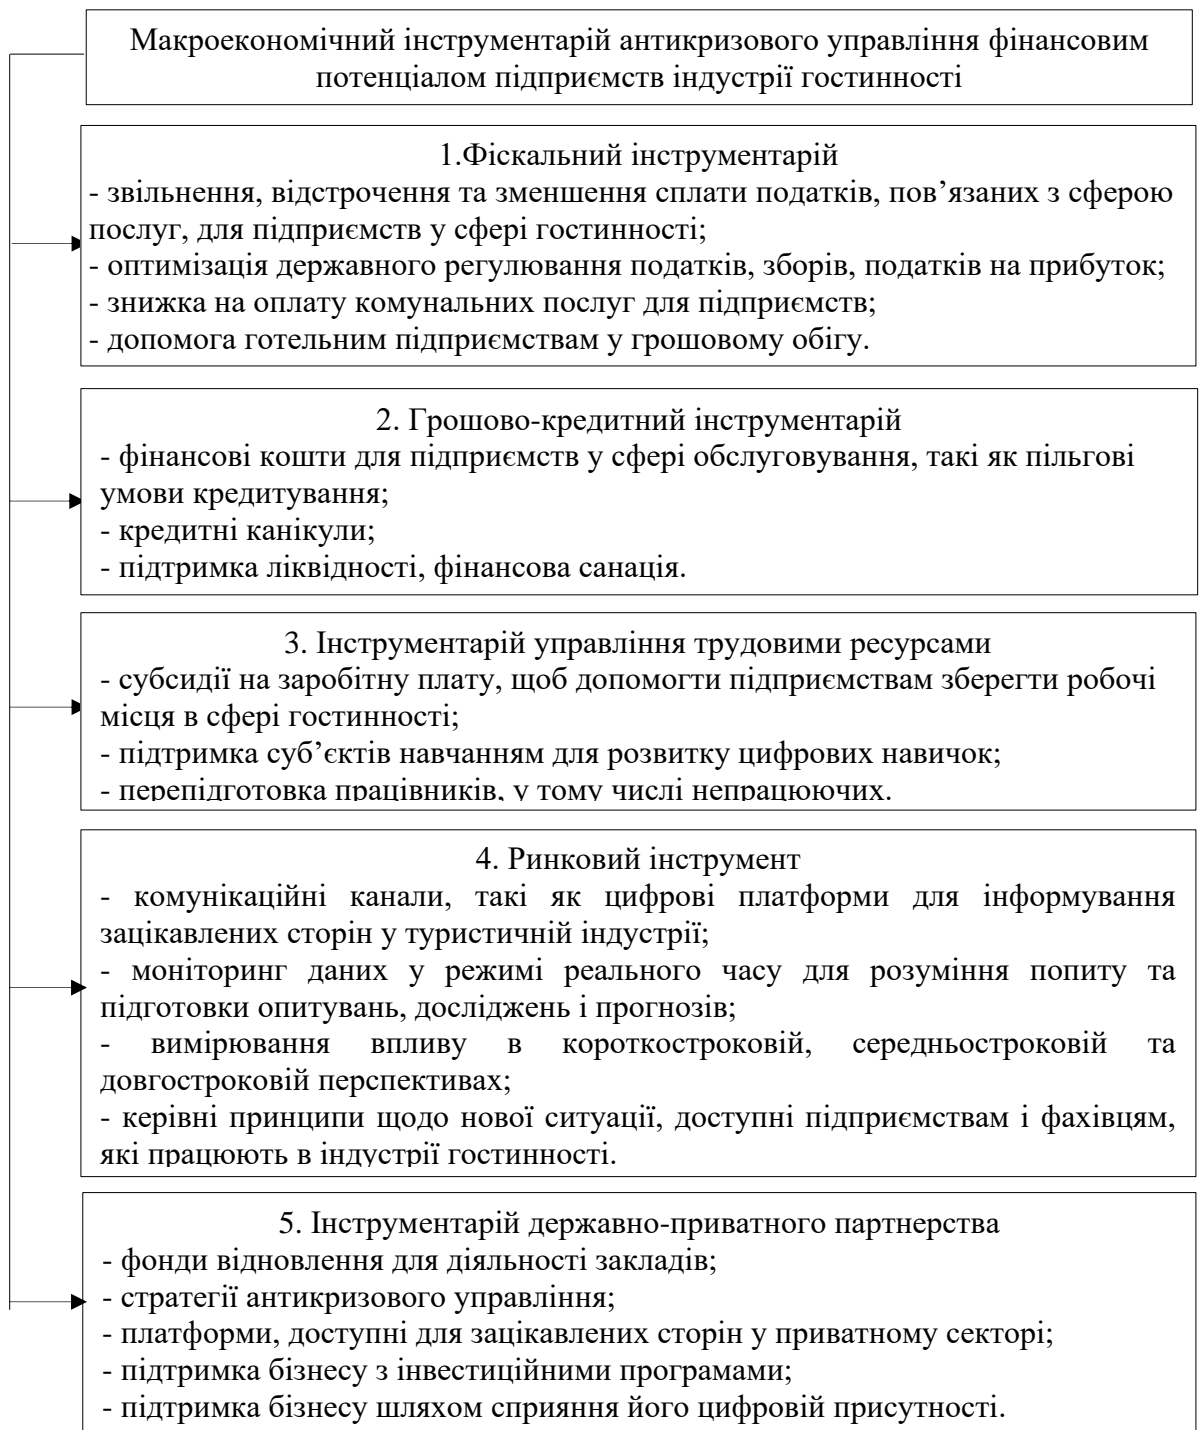 Макроекономічний інструментарій антикризового управління фінансовим
потенціалом підприємств індустрії гостинності
1.Фіскальний інструментарій
- звільнення, відстрочення та зменшення сплати податків, пов’язаних з сферою
послуг, для підприємств у сфері гостинності;
- оптимізація державного регулювання податків, зборів, податків на прибуток;
- знижка на оплату комунальних послуг для підприємств;
- допомога готельним підприємствам у грошовому обігу.
2. Грошово-кредитний інструментарій
- фінансові кошти для підприємств у сфері обслуговування, такі як пільгові
умови кредитування;
- кредитні канікули;
- підтримка ліквідності, фінансова санація.
3. Інструментарій управління трудовими ресурсами
- субсидії на заробітну плату, щоб допомогти підприємствам зберегти робочі
місця в сфері гостинності;
- підтримка суб’єктів навчанням для розвитку цифрових навичок;
- перепідготовка працівників, у тому числі непрацюючих.
4. Ринковий інструмент
- комунікаційні канали, такі як цифрові платформи для інформування
зацікавлених сторін у туристичній індустрії;
- моніторинг даних у режимі реального часу для розуміння попиту та
підготовки опитувань, досліджень і прогнозів;
- вимірювання впливу в короткостроковій, середньостроковій та
довгостроковій перспективах;
- керівні принципи щодо нової ситуації, доступні підприємствам і фахівцям,
які працюють в індустрії гостинності.
5. Інструментарій державно-приватного партнерства
- фонди відновлення для діяльності закладів;
- стратегії антикризового управління;
- платформи, доступні для зацікавлених сторін у приватному секторі;
- підтримка бізнесу з інвестиційними програмами;
- підтримка бізнесу шляхом сприяння його цифровій присутності.